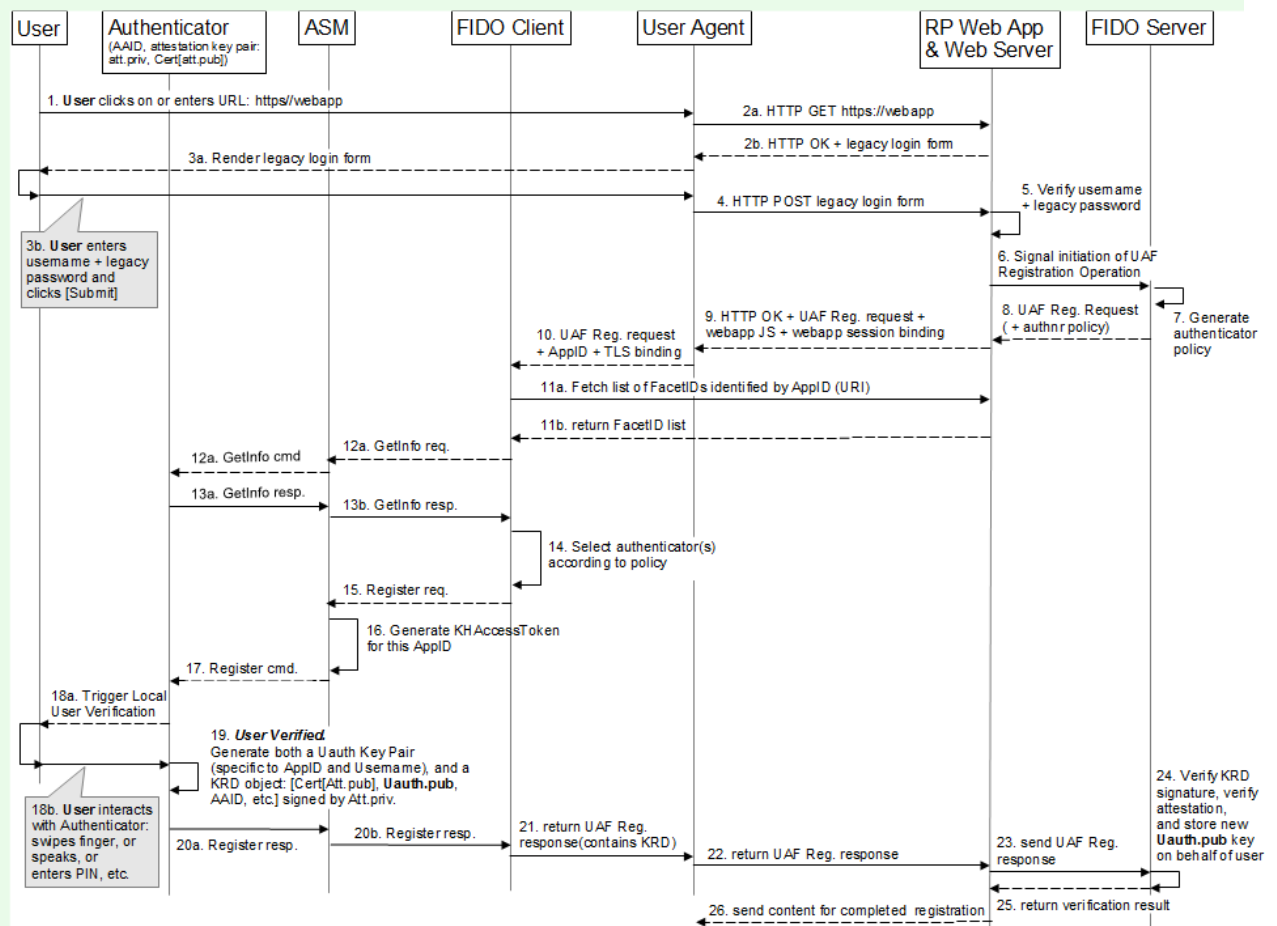 User
Authenticator
(AAID, attestation key pair:
att.priv, Cert[att.pub])
ASM
FIDO Client
User Agent
RP Web App
& Web Server
FIDO Server
1. User clicks on or enters URL: https//webapp
2a. HTTP GET https://webapp
2b. HTTP OK + legacy login form
3a. Render legacy login form
3b. User enters
username + legacy
password and
clicks [Submit]
4. HTTP POST legacy login form
5. Verify username
+ legacy password
6. Signal initiation of UAF
Registration Operation
7. Generate
authenticator
policy
8. UAF Reg. Request
( + authnr policy)
9. HTTP OK + UAF Reg. request +
webapp JS + webapp session binding
10. UAF Reg. request
+ AppID + TLS binding
11a. Fetch list of FacetIDs identified by AppID (URI)
11b. return FacetID list
12a. GetInfo req.
12a. GetInfo cmd
13a. GetInfo resp.
13b. GetInfo resp.
14. Select authenticator(s)
according to policy
15. Register req.
16. Generate KHAccessToken
for this AppID
17. Register cmd.
18a. Trigger Local
User Verification
18b. User interacts
with Authenticator:
swipes finger, or
speaks, or
enters PIN, etc.
19. User Verified.
Generate both a Uauth Key Pair
(specific to AppID and Username), and a
KRD object: [Cert[Att.pub], Uauth.pub,
AAID, etc.] signed by Att.priv.
20a. Register resp.
20b. Register resp.
21. return UAF Reg.
response(contains KRD)
22. return UAF Reg. response
23. send UAF Reg.
response
24. Verify KRD
signature, verify
attestation,
and store new
Uauth.pub key
on behalf of user
25. return verification result
26. send content for completed registration